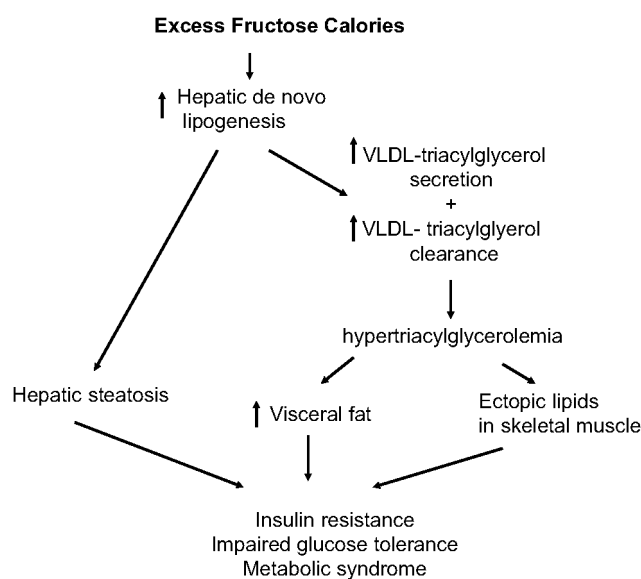 Excess Fructose Calories
Hepatic de novo
lipogenesis
VLDL-triacylglycerol
secretion
+
VLDL- triacylglyerol
clearance
hypertriacylglycerolemia
Hepatic steatosis
Visceral fat
Ectopic lipids
in skeletal muscle
Insulin resistance
Impaired glucose tolerance
Metabolic syndrome